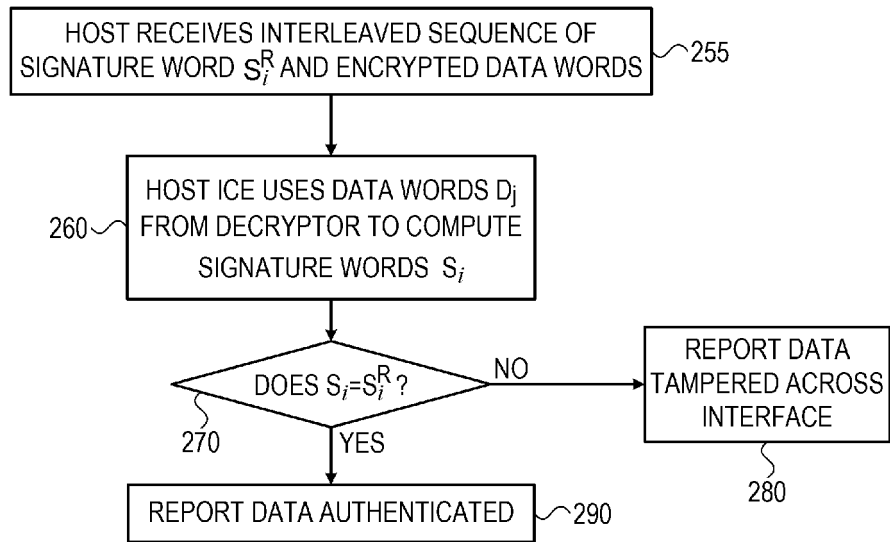 HOST RECEIVES INTERLEAVED SEQUENCE OF
SIGNATURE WORD S_i^R AND ENCRYPTED DATA WORDS
255
HOST ICE USES DATA WORDS D_j
FROM DECRYPTOR TO COMPUTE
SIGNATURE WORDS S_i
260
DOES S_i=S_i^R ?
270
NO
YES
REPORT DATA
TAMPERED ACROSS
INTERFACE
280
REPORT DATA AUTHENTICATED
290